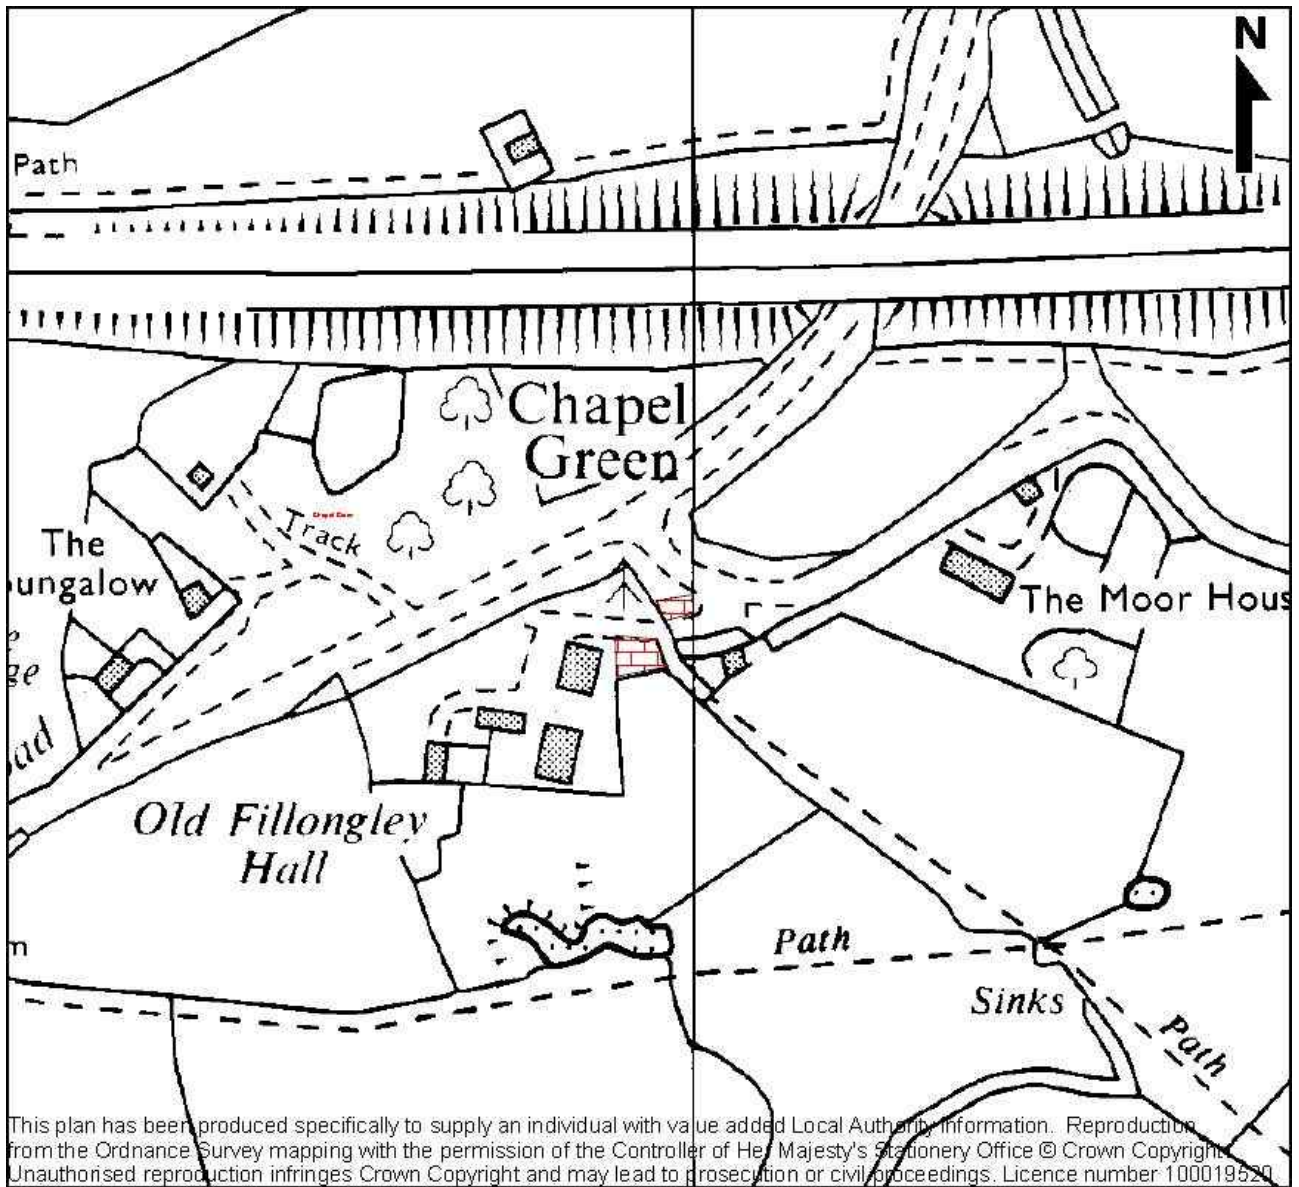 N
Path
Chapel
Green
Track
The
Bungalow
ge
The Moor Hous
oad
Old Fillongley
Hall
m
Path
Sinks
Path
This plan has been produced specifically to supply an individual with value added Local Authority information. Reproduction
from the Ordnance Survey mapping with the permission of the Controller of Her Majesty's Stationery Office © Crown Copyright
Unauthorised reproduction infringes Crown Copyright and may lead to prosecution or civil proceedings. Licence number 100019520